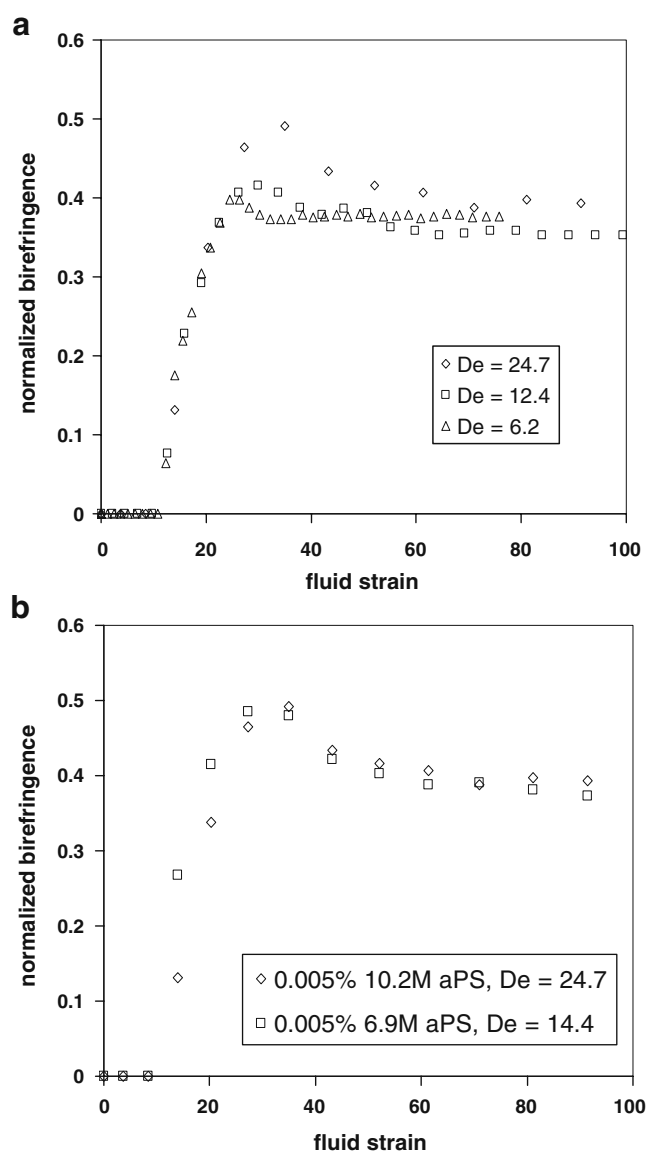 a
0.6
0.5
0.4
0.3
0.2
0.1
0
normalized birefringence
De = 24.7
De = 12.4
De = 6.2
0 20 40 60 80 100
fluid strain
b
0.6
0.5
0.4
0.3
0.2
0.1
0
normalized birefringence
0.005% 10.2M aPS, De = 24.7
0.005% 6.9M aPS, De = 14.4
0 20 40 60 80 100
fluid strain